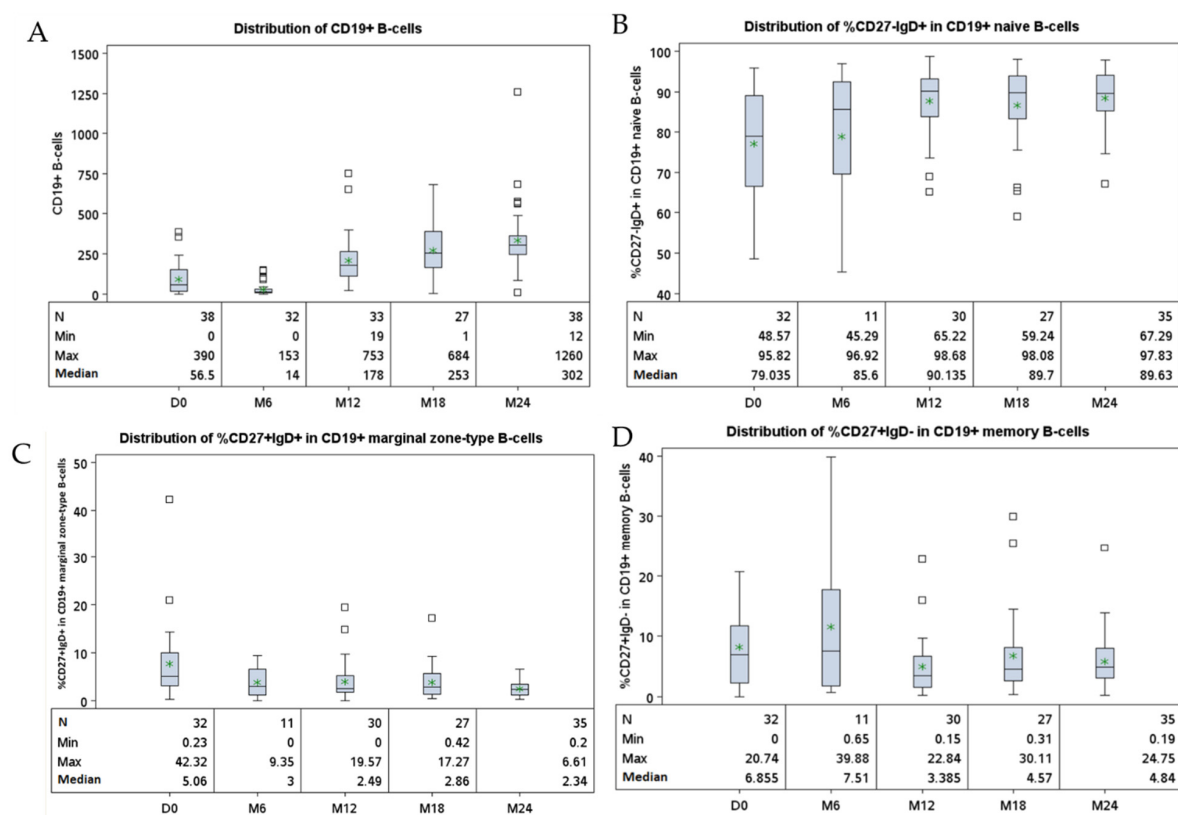 A
Distribution of CD19+ B-cells
CD19+ B-cells
1500
1250
1000
750
500
250
0
N 38 32 33 27 38
Min 0 0 19 1 12
Max 390 153 753 684 1260
Median 56.5 14 178 253 302
D0 M6 M12 M18 M24
B
Distribution of %CD27-IgD+ in CD19+ naive B-cells
%CD27-IgD+ in CD19+ naive B-cells
100
90
80
70
60
50
40
N 32 11 30 27 35
Min 48.57 45.29 65.22 59.24 67.29
Max 95.82 96.92 98.68 98.08 97.83
Median 79.035 85.6 90.135 89.7 89.63
D0 M6 M12 M18 M24
C
Distribution of %CD27+IgD+ in CD19+ marginal zone-type B-cells
%CD27+IgD+ in CD19+ marginal zone-type B-cells
50
40
30
20
10
0
N 32 11 30 27 35
Min 0.23 0 0 0.42 0.2
Max 42.32 9.35 19.57 17.27 6.61
Median 5.06 3 2.49 2.86 2.34
D0 M6 M12 M18 M24
D
Distribution of %CD27+IgD- in CD19+ memory B-cells
%CD27+IgD- in CD19+ memory B-cells
40
30
20
10
0
N 32 11 30 27 35
Min 0 0.65 0.15 0.31 0.19
Max 20.74 39.88 22.84 30.11 24.75
Median 6.855 7.51 3.385 4.57 4.84
D0 M6 M12 M18 M24